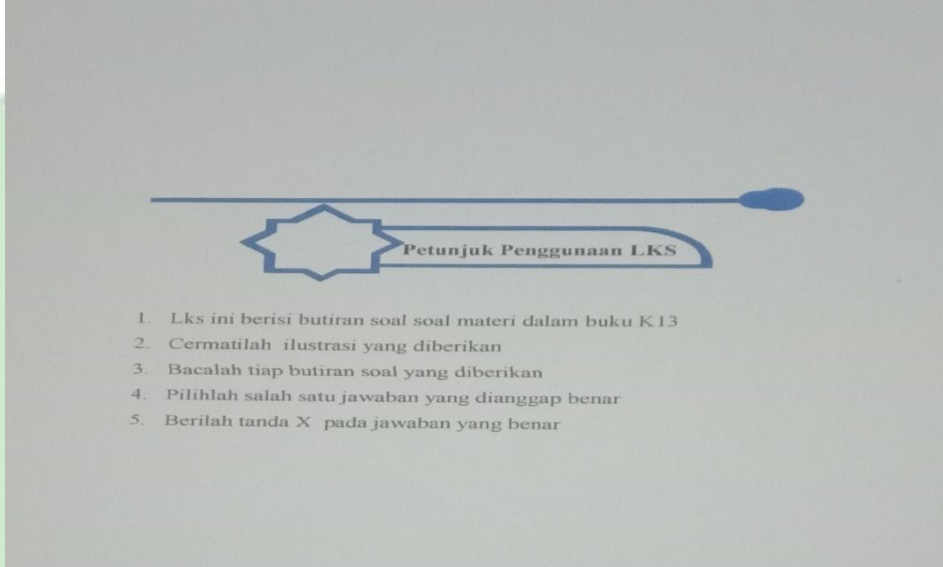 Petunjuk Penggunaan LKS
1. Lks ini berisi butiran soal soal materi dalam buku K13
2. Cermatilah ilustrasi yang diberikan
3. Bacalah tiap butiran soal yang diberikan
4. Pilihlah salah satu jawaban yang dianggap benar
5. Berilah tanda X pada jawaban yang benar